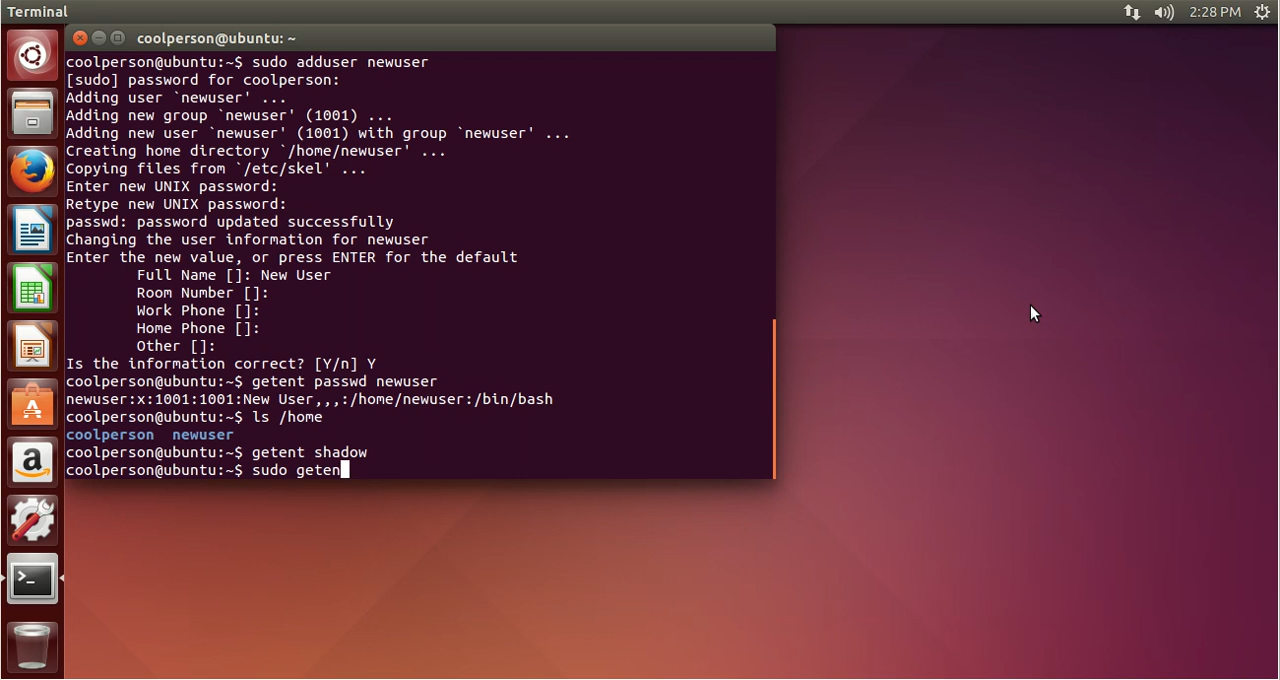 Terminal
2:28 PM
coolperson@ubuntu: ~
coolperson@ubuntu:~$ sudo adduser newuser
[sudo] password for coolperson:
Adding user `newuser' ...
Adding new group `newuser' (1001) ...
Adding new user `newuser' (1001) with group `newuser' ...
Creating home directory `/home/newuser' ...
Copying files from `/etc/skel' ...
Enter new UNIX password:
Retype new UNIX password:
passwd: password updated successfully
Changing the user information for newuser
Enter the new value, or press ENTER for the default
        Full Name []: New User
        Room Number []:
        Work Phone []:
        Home Phone []:
        Other []:
Is the information correct? [Y/n] Y
coolperson@ubuntu:~$ getent passwd newuser
newuser:x:1001:1001:New User,,,:/home/newuser:/bin/bash
coolperson@ubuntu:~$ ls /home
coolperson  newuser
coolperson@ubuntu:~$ getent shadow
coolperson@ubuntu:~$ sudo geten